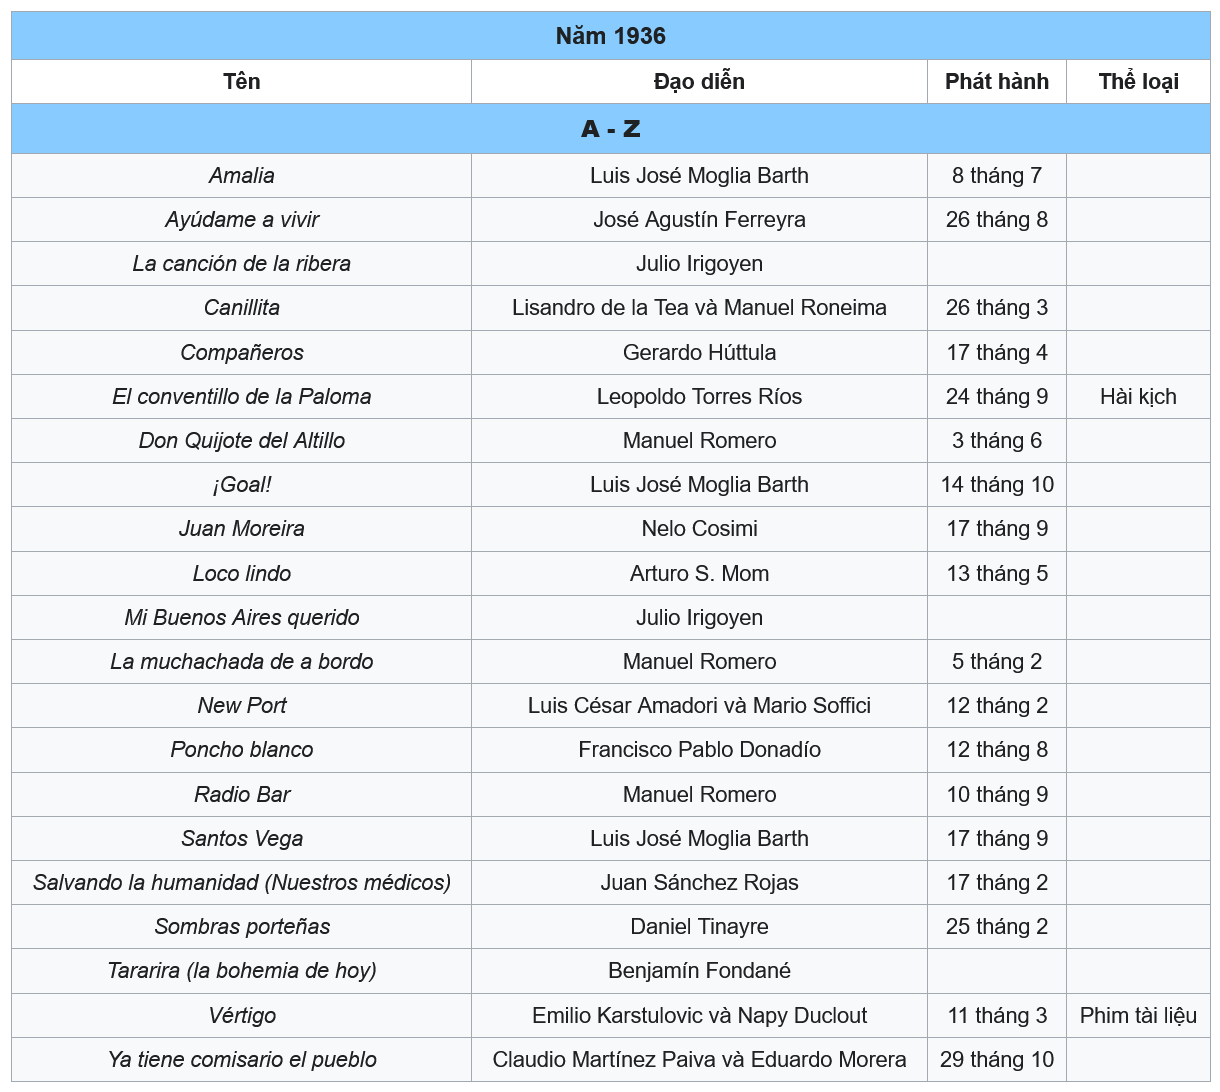 Năm 1936
Tên Đạo diễn Phát hành Thể loại
A - Z
Amalia Luis José Moglia Barth 8 tháng 7
Ayúdame a vivir José Agustín Ferreyra 26 tháng 8
La canción de la ribera Julio Irigoyen
Canillita Lisandro de la Tea và Manuel Roneima 26 tháng 3
Compañeros Gerardo Húttula 17 tháng 4
El conventillo de la Paloma Leopoldo Torres Ríos 24 tháng 9 Hài kịch
Don Quijote del Altillo Manuel Romero 3 tháng 6
¡Goal! Luis José Moglia Barth 14 tháng 10
Juan Moreira Nelo Cosimi 17 tháng 9
Loco lindo Arturo S. Mom 13 tháng 5
Mi Buenos Aires querido Julio Irigoyen
La muchachada de a bordo Manuel Romero 5 tháng 2
New Port Luis César Amadori và Mario Soffici 12 tháng 2
Poncho blanco Francisco Pablo Donadío 12 tháng 8
Radio Bar Manuel Romero 10 tháng 9
Santos Vega Luis José Moglia Barth 17 tháng 9
Salvando la humanidad (Nuestros médicos) Juan Sánchez Rojas 17 tháng 2
Sombras porteñas Daniel Tinayre 25 tháng 2
Tararira (la bohemia de hoy) Benjamín Fondané
Vértigo Emilio Karstulovic và Napy Duclout 11 tháng 3 Phim tài liệu
Ya tiene comisario el pueblo Claudio Martínez Paiva và Eduardo Morera 29 tháng 10